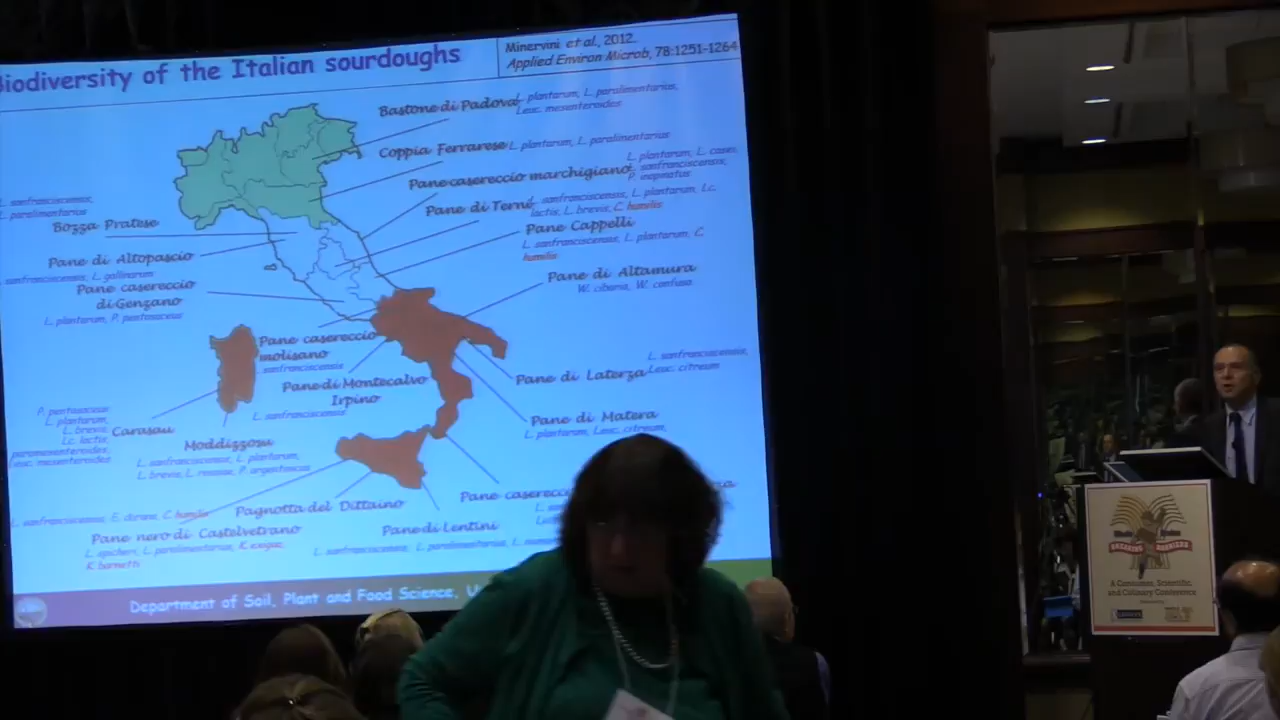 Biodiversity of the Italian sourdoughs
Minervini et al., 2012.
Applied Environ Microb, 78:1251-1264
Bastone di Padova
L. plantarum, L. paralimentarius,
Leuc. mesenteroides
Coppia Ferrarese L. plantarum, L. paralimentarius
Pane casereccio marchigiano
L. plantarum, L. casei,
L. sanfranciscensis,
P. inopinatus
Pane di Terni
L. sanfranciscensis, L. plantarum, Lc.
lactis, L. brevis, C. humilis
Pane Cappelli
L. sanfranciscensis, L. plantarum, C.
humilis
Pane di Altamura
W. cibaria, W. confusa
L. sanfranciscensis,
L. paralimentarius
Bozza Pratese
Pane di Altopascio
sanfranciscensis, L. gallinarum
Pane casereccio
di Genzano
L. plantarum, P. pentosaceus
Pane casereccio
molisano
sanfranciscensis
Pane di Montecalvo
Irpino
L. sanfranciscensis
Pane di Laterza
L. sanfranciscensis,
Leuc. citreum
Pane di Matera
L. plantarum, Leuc. citreum,
P. pentosaceus
L. plantarum,
L. brevis
Lc. lactis
Leuc. mesenteroides
Carasau
Moddizzosu
L. sanfranciscensis, L. plantarum,
L. brevis, L. rossiae, P. argentinicus
Pane caserecc
Pagnotta del Dittaino
L. sanfranciscensis, E. durans, C. humilis
Pane di Lentini
L. sanfranciscensis, L. paralimentarius,
Pane nero di Castelvetrano
L. spicheri, L. paralimentarius, K. exigua,
K. barnetti
Department of Soil, Plant and Food Science, U
BREAKING BARRIERS
A Consumer, Scientific,
and Culinary Conference